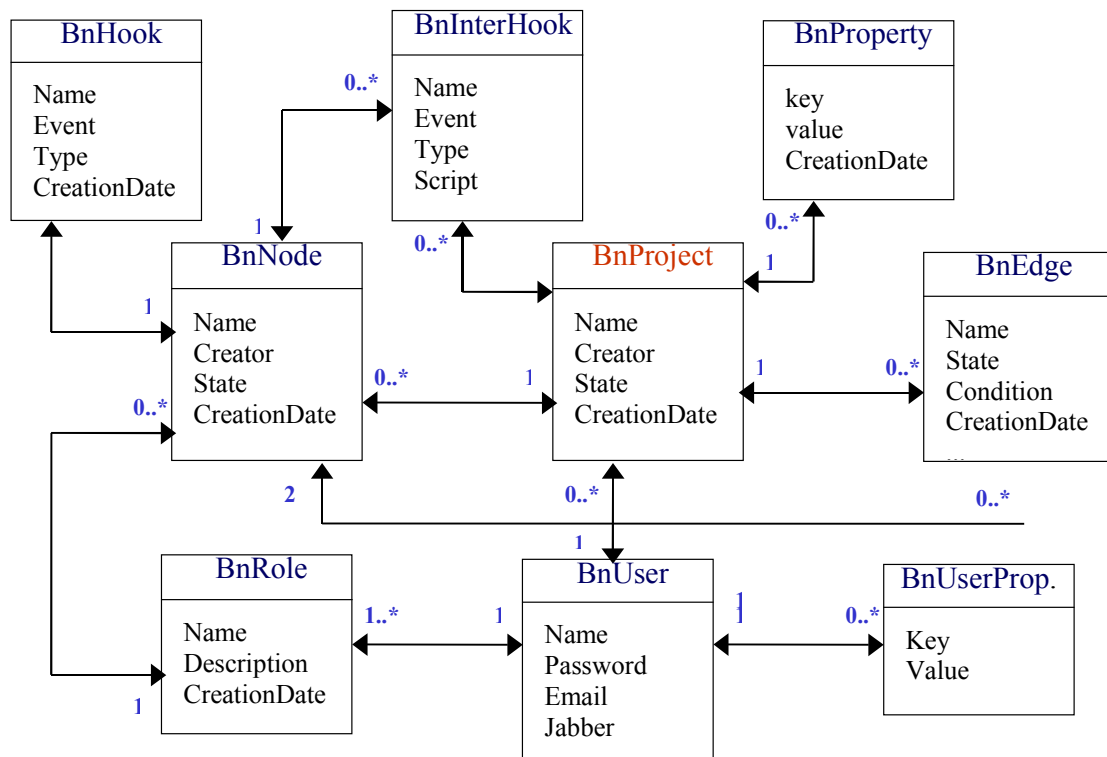 BnHook
Name
Event
Type
CreationDate
BnInterHook
Name
Event
Type
Script
BnProperty
key
value
CreationDate
0..*
1
0..*
0..*
1
BnNode
Name
Creator
State
CreationDate
1
0..*
0..*
1
BnProject
Name
Creator
State
CreationDate
1
0..*
BnEdge
Name
State
Condition
CreationDate
...
2
0..*
0..*
1
BnRole
Name
Description
CreationDate
1
1..*
1
BnUser
Name
Password
Email
Jabber
1
1
0..*
BnUserProp.
Key
Value